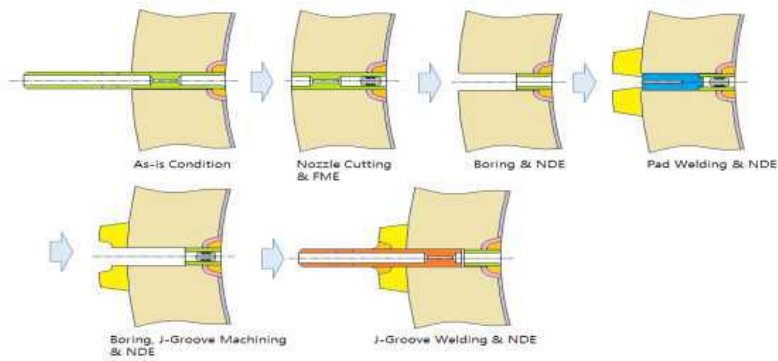 As-is Condition
Nozzle Cutting
& FME
Boring & NDE
Pad Welding & NDE
Boring, J-Groove Machining
& NDE
J-Groove Welding & NDE